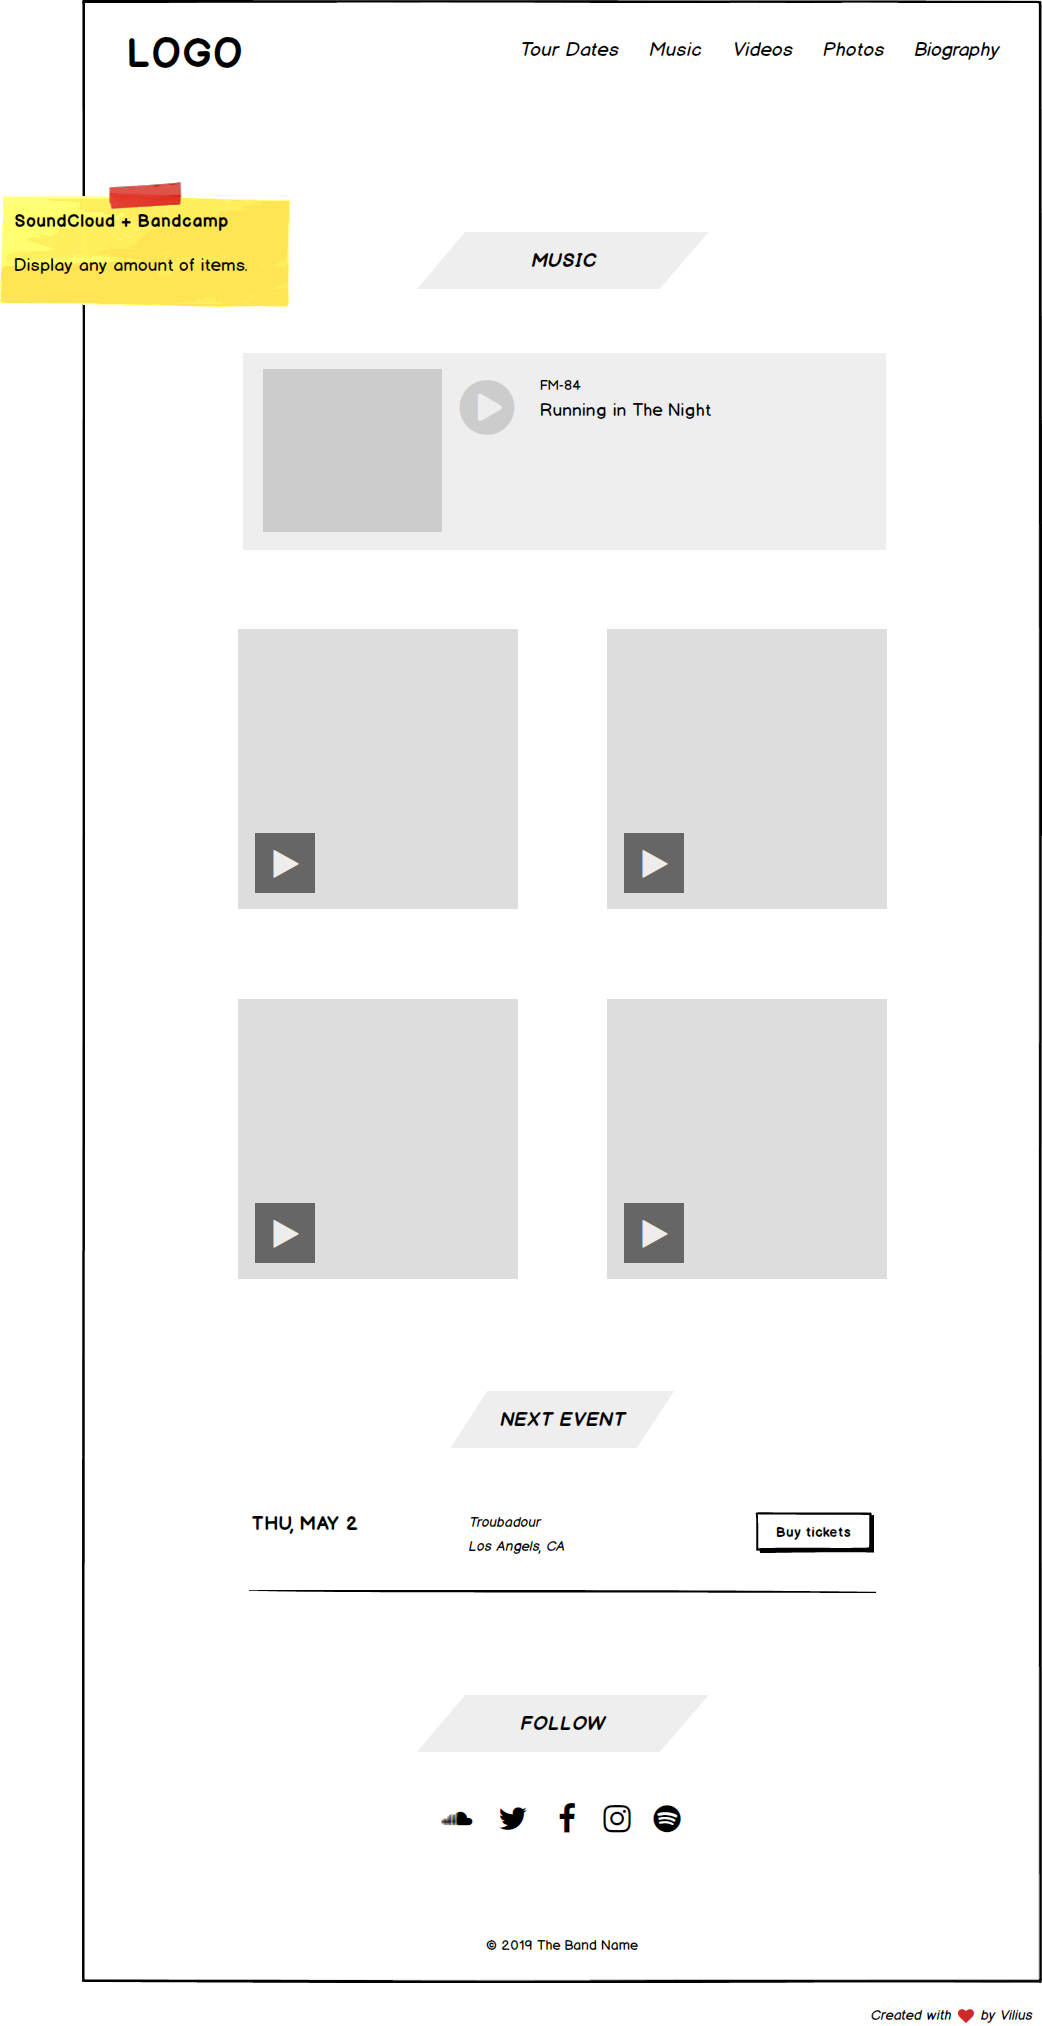 LOGO
Tour Dates Music Videos Photos Biography
SoundCloud + Bandcamp
Display any amount of items.
MUSIC
FM-84
Running in The Night
NEXT EVENT
THU, MAY 2
Troubadour
Los Angels, CA
Buy tickets
FOLLOW
© 2019 The Band Name
Created with ❤ by Vilius